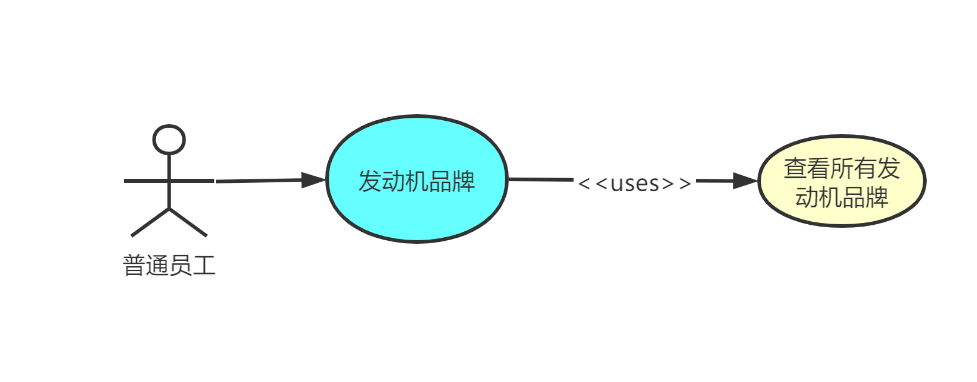 发动机品牌
<<uses>>
查看所有发
动机品牌
普通员工